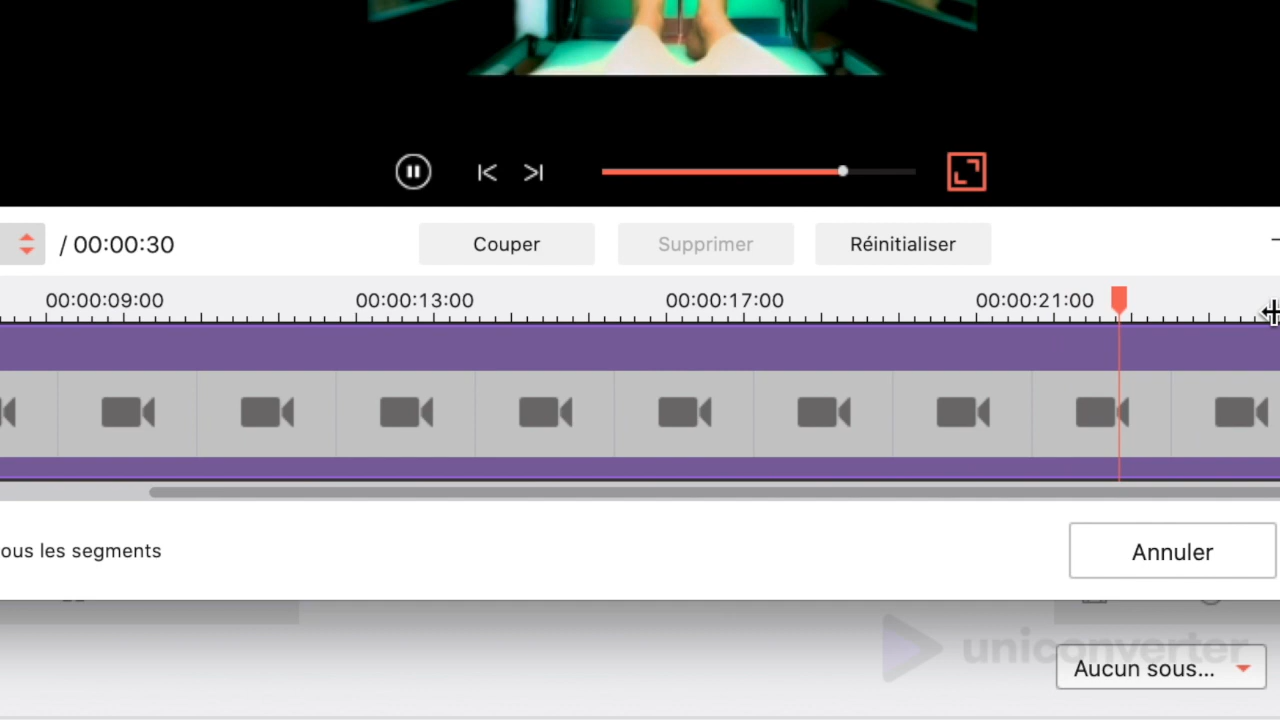 / 00:00:30
Couper
Supprimer
Réinitialiser
00:00:09:00
00:00:13:00
00:00:17:00
00:00:21:00
ous les segments
Annuler
uniconverter
Aucun sous...